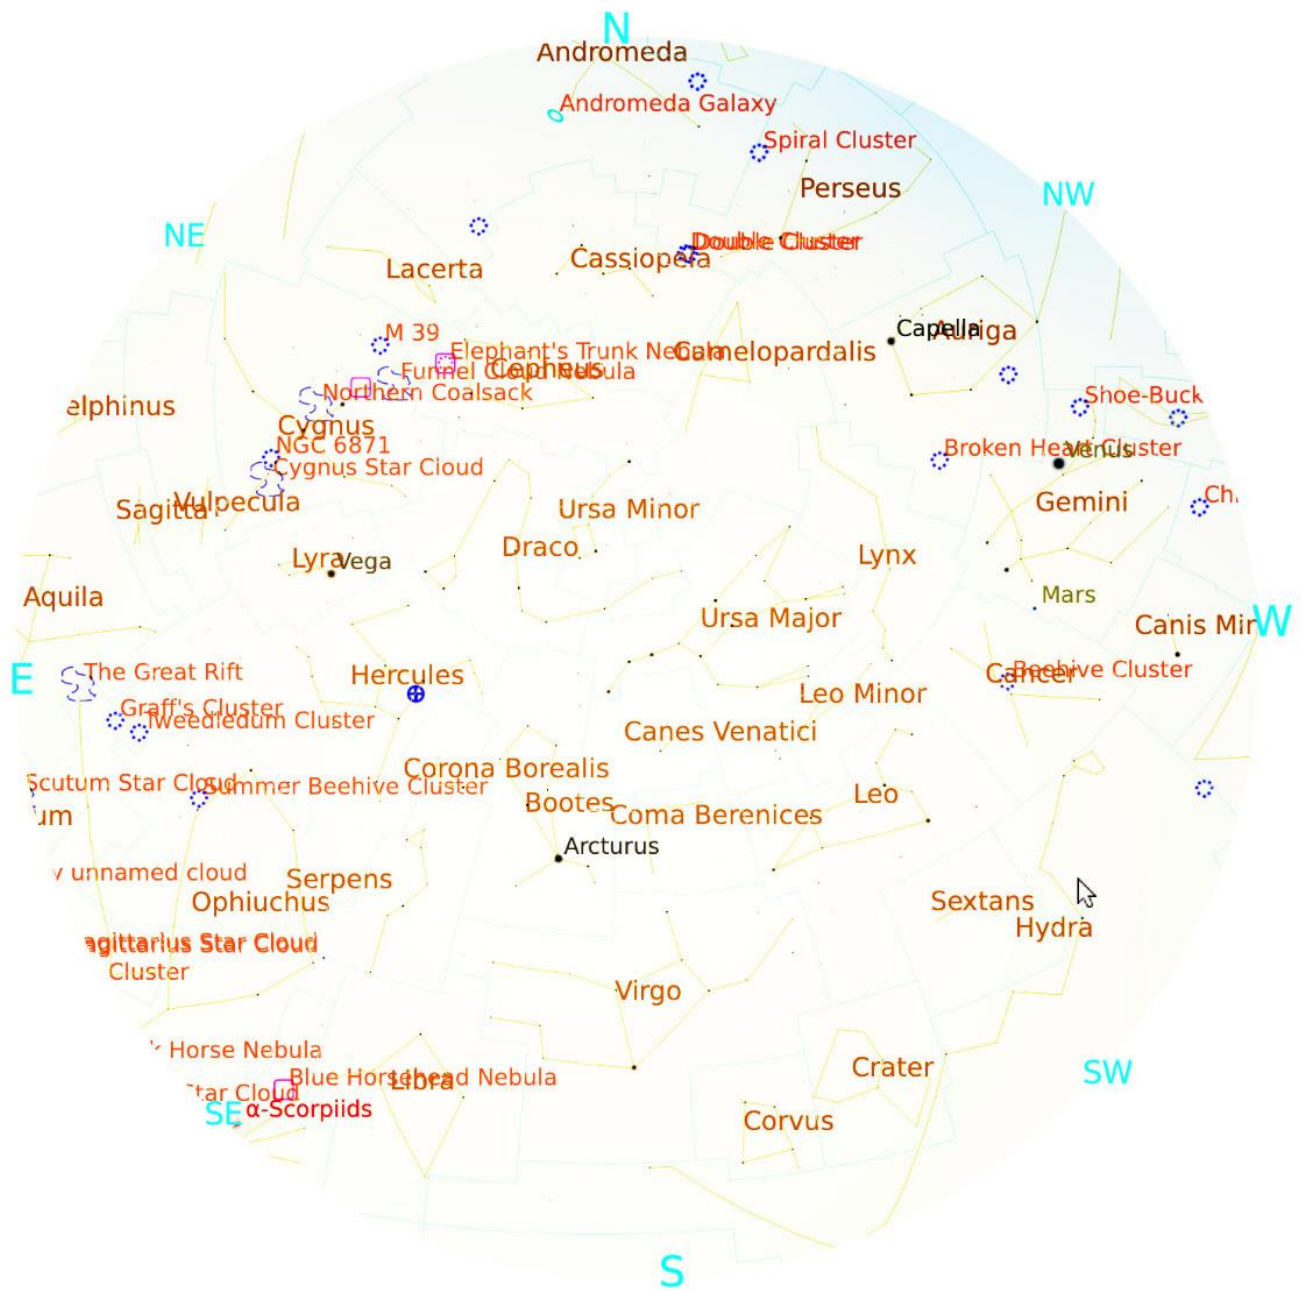 N
Andromeda
Andromeda Galaxy
Spiral Cluster
Perseus
NW
NE
Double Cluster
Cassiopeia
Lacerta
M 39
Capella
Auriga
Elephant's Trunk Nebula
Camelopardalis
Cepheus
Funnel Cloud Nebula
Northern Coalsack
Shoe-Buck
elphinus
Cygnus
NGC 6871
Broken Heart Cluster
Venus
Cygnus Star Cloud
Ch
Sagitta
Vulpecula
Ursa Minor
Gemini
Draco
Lynx
Lyra
Vega
Aquila
Mars
Ursa Major
Canis Min
W
E
The Great Rift
Hercules
Cancer
Beehive Cluster
Graff's Cluster
Tweedledum Cluster
Leo Minor
Canes Venatici
Corona Borealis
Scutum Star Cloud
Summer Beehive Cluster
Leo
um
Bootes
Coma Berenices
Arcturus
y unnamed cloud
Serpens
Ophiuchus
Sextans
Hydra
agittarius Star Cloud
Cluster
Virgo
k Horse Nebula
Blue Horsehead Nebula
Libra
Crater
SW
Star Cloud
SE
α-Scorpiids
Corvus
S